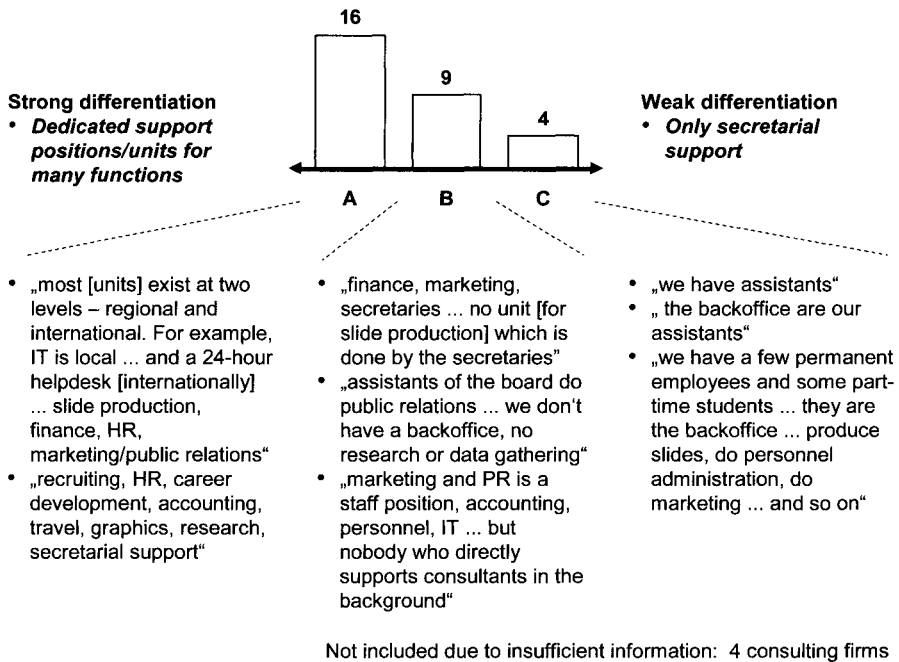 16
9
4
Strong differentiation
• Dedicated support
positions/units for
many functions
Weak differentiation
• Only secretarial
support
A
B
C
• „most [units] exist at two
levels – regional and
international. For example,
IT is local ... and a 24-hour
helpdesk [internationally]
... slide production,
finance, HR,
marketing/public relations“
• „recruiting, HR, career
development, accounting,
travel, graphics, research,
secretarial support“
• „finance, marketing,
secretaries ... no unit [for
slide production] which is
done by the secretaries”
• „assistants of the board do
public relations ... we don‘t
have a backoffice, no
research or data gathering“
• „marketing and PR is a
staff position, accounting,
personnel, IT ... but
nobody who directly
supports consultants in the
background“
• „we have assistants“
• „ the backoffice are our
assistants“
• „we have a few permanent
employees and some part-
time students ... they are
the backoffice ... produce
slides, do personnel
administration, do
marketing ... and so on“
Not included due to insufficient information: 4 consulting firms